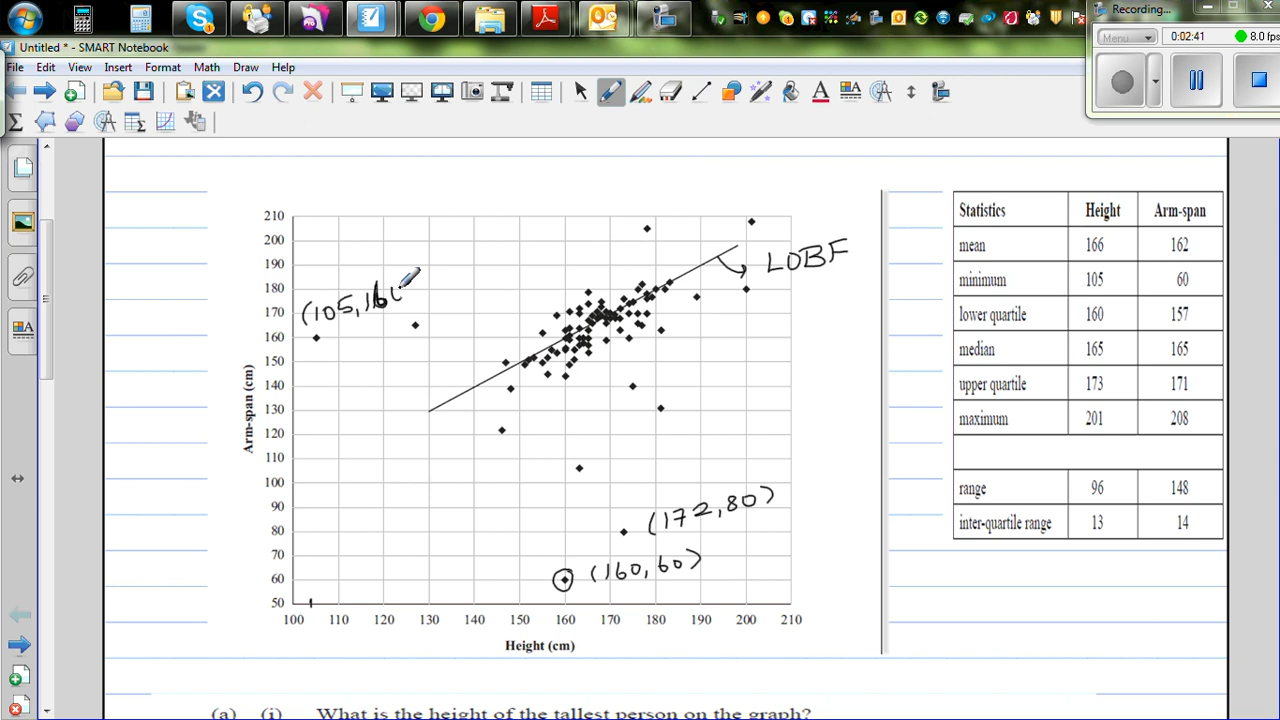 Recording...
Untitled * - SMART Notebook
Menu
0:02:41
8.0 fps
File Edit View Insert Format Math Draw Help
210
200
190
180
170
160
150
140
130
120
110
100
90
80
70
60
50
100 110 120 130 140 150 160 170 180 190 200 210
Arm-span (cm)
Height (cm)
LOBF
(105,160
(172,80)
(160,60)
Statistics Height Arm-span
mean 166 162
minimum 105 60
lower quartile 160 157
median 165 165
upper quartile 173 171
maximum 201 208
range 96 148
inter-quartile range 13 14
(a) (i) What is the height of the tallest person on the graph?